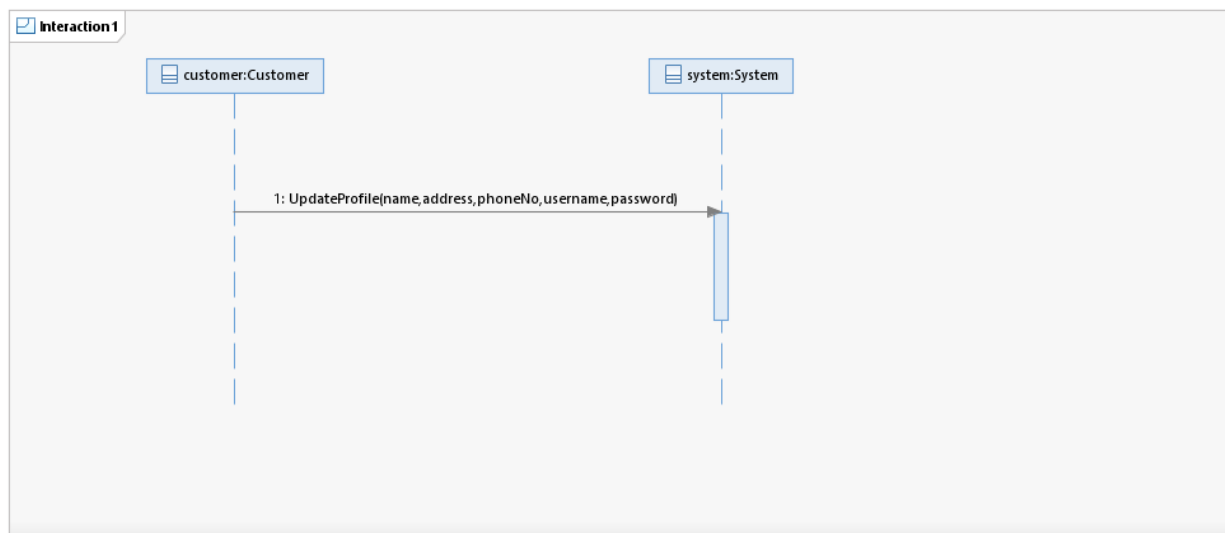 Interaction1
customer:Customer
system:System
1: UpdateProfile(name,address,phoneNo,username,password)